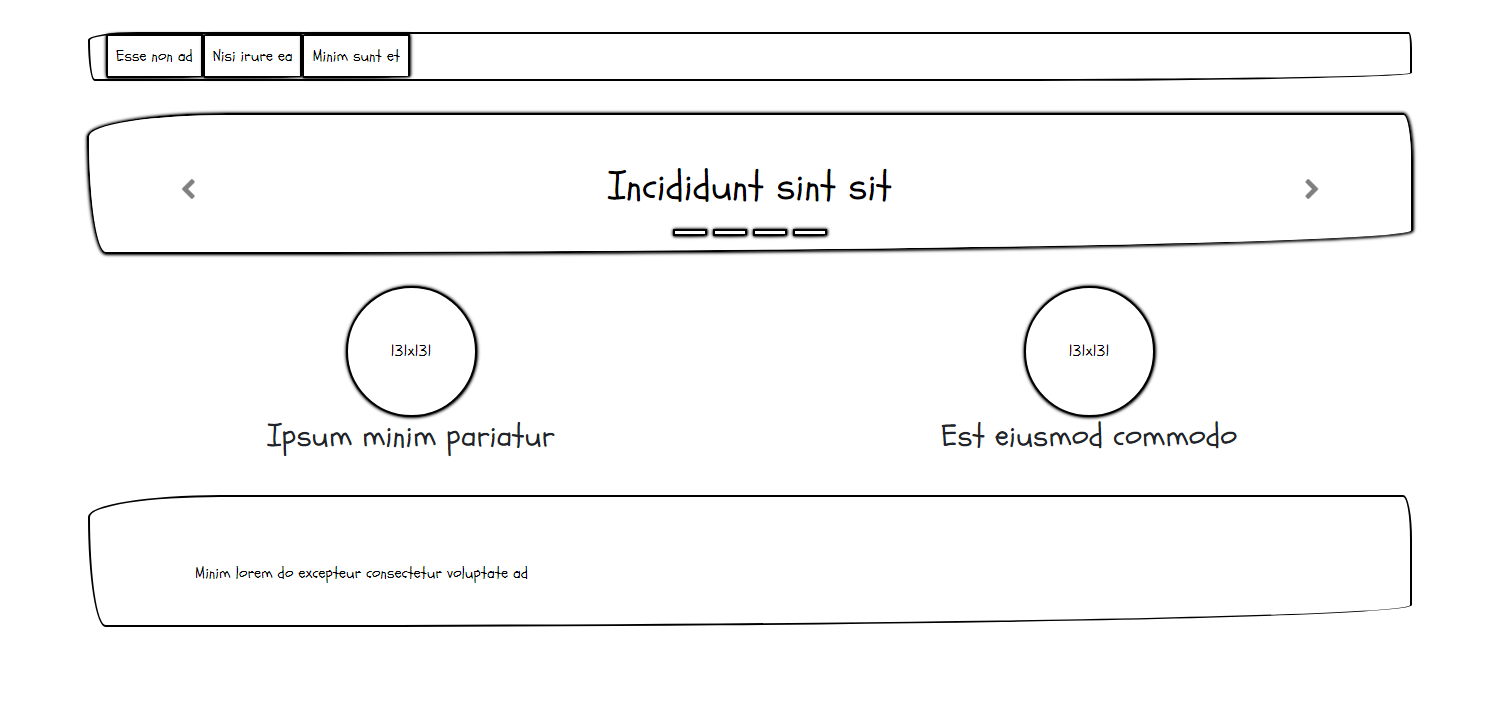 Esse non ad Nisi irure ea Minim sunt et
Incididunt sint sit
131x131 131x131
Ipsum minim pariatur Est eiusmod commodo
Minim lorem do excepteur consectetur voluptate ad